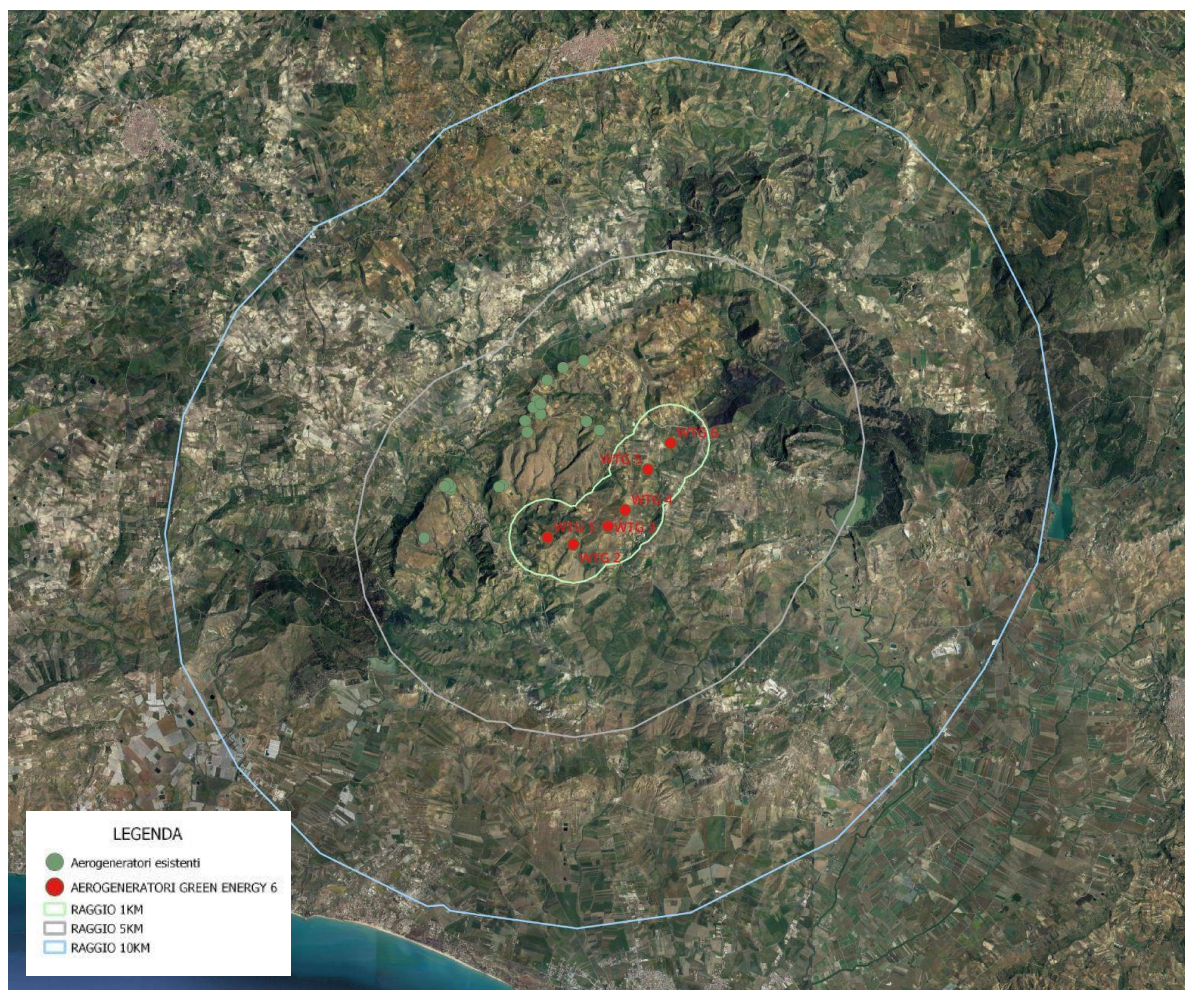 WTG 6
WTG 5
WTG 4
WTG 3
WTG 1
WTG 2
LEGENDA
Aerogeneratori esistenti
AEROGENERATORI GREEN ENERGY 6
RAGGIO 1KM
RAGGIO 5KM
RAGGIO 10KM